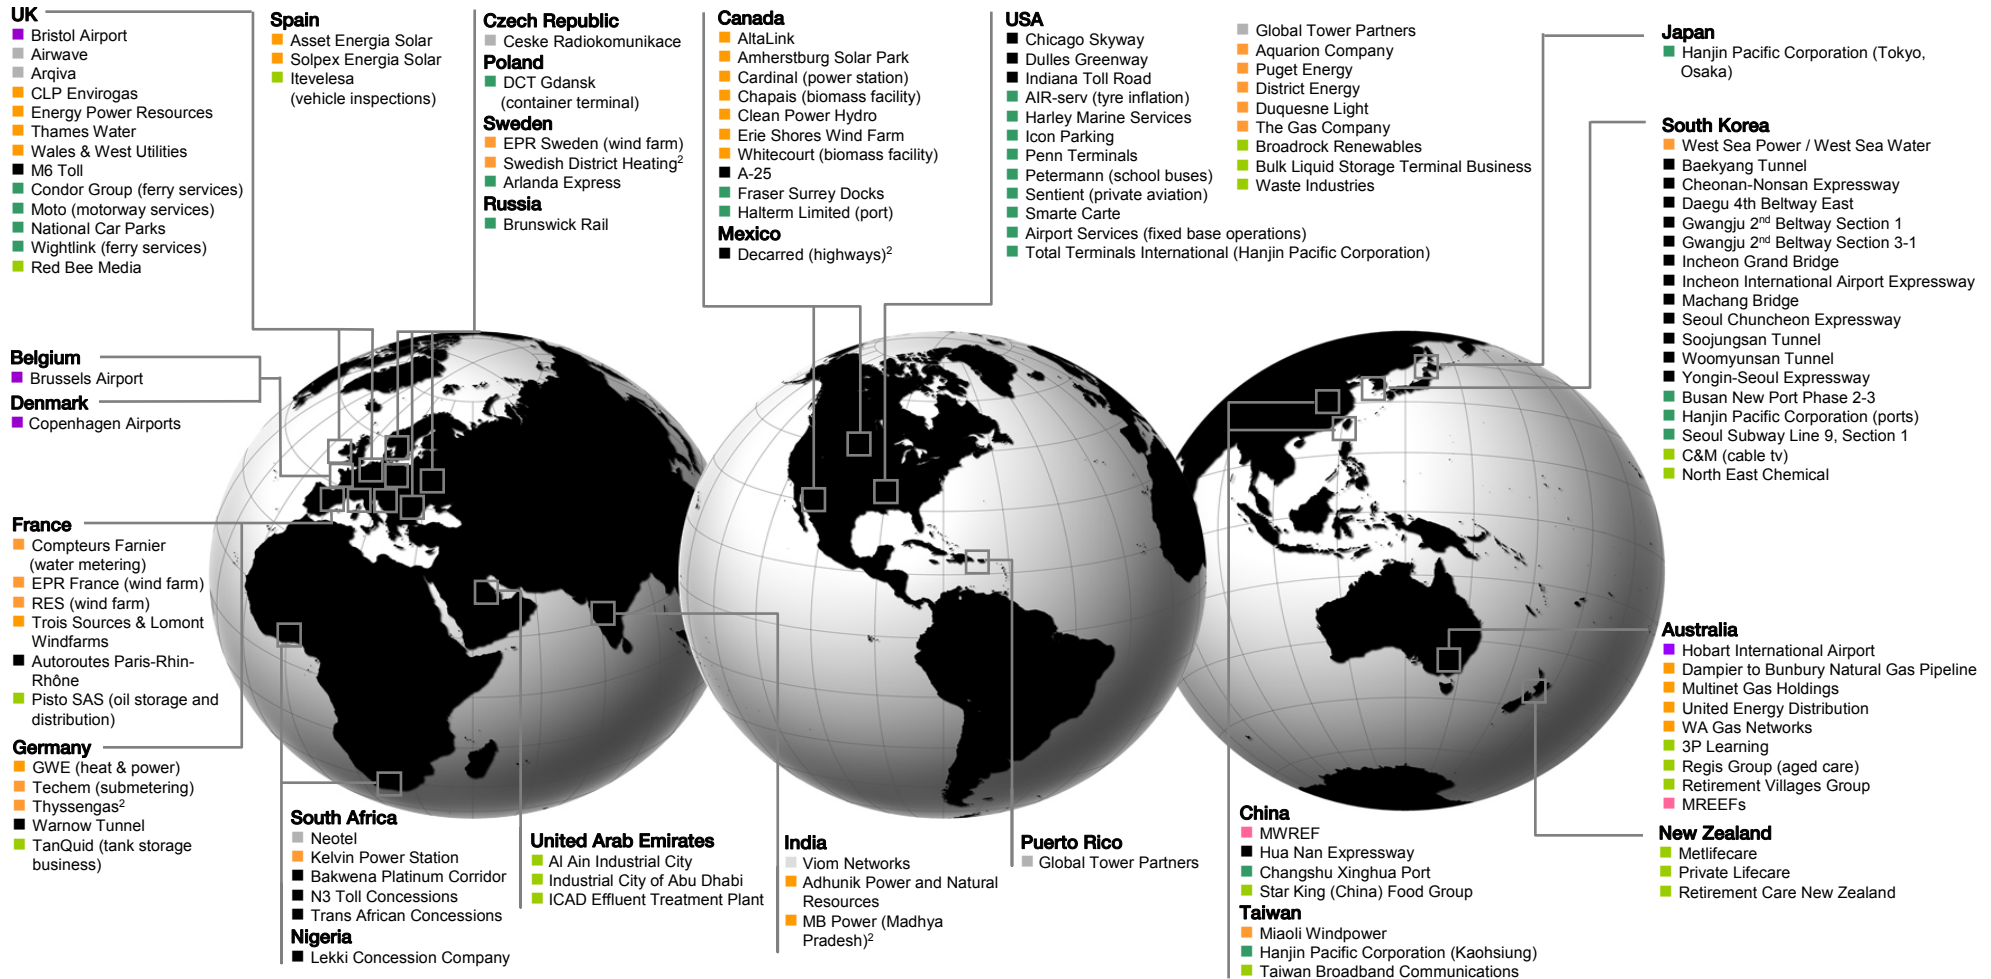 UK
Bristol Airport
Airwave
Arqiva
CLP Envirogas
Energy Power Resources
Thames Water
Wales & West Utilities
M6 Toll
Condor Group (ferry services)
Moto (motorway services)
National Car Parks
Wightlink (ferry services)
Red Bee Media
Spain
Asset Energia Solar
Solpex Energia Solar
Itevelesa
(vehicle inspections)
Czech Republic
Ceske Radiokomunikace
Poland
DCT Gdansk
(container terminal)
Sweden
EPR Sweden (wind farm)
Swedish District Heating²
Arlanda Express
Russia
Brunswick Rail
Canada
AltaLink
Amherstburg Solar Park
Cardinal (power station)
Chapais (biomass facility)
Clean Power Hydro
Erie Shores Wind Farm
Whitecourt (biomass facility)
A-25
Fraser Surrey Docks
Halterm Limited (port)
Mexico
Decarred (highways)²
USA
Chicago Skyway
Dulles Greenway
Indiana Toll Road
AIR-serv (tyre inflation)
Harley Marine Services
Icon Parking
Penn Terminals
Petermann (school buses)
Sentient (private aviation)
Smarte Carte
Airport Services (fixed base operations)
Total Terminals International (Hanjin Pacific Corporation)
Global Tower Partners
Aquarion Company
Puget Energy
District Energy
Duquesne Light
The Gas Company
Broadrock Renewables
Bulk Liquid Storage Terminal Business
Waste Industries
Japan
Hanjin Pacific Corporation (Tokyo,
Osaka)
South Korea
West Sea Power / West Sea Water
Baekyang Tunnel
Cheonan-Nonsan Expressway
Daegu 4th Beltway East
Gwangju 2nd Beltway Section 1
Gwangju 2nd Beltway Section 3-1
Incheon Grand Bridge
Incheon International Airport Expressway
Machang Bridge
Seoul Chuncheon Expressway
Soojungsan Tunnel
Woomyunsan Tunnel
Yongin-Seoul Expressway
Busan New Port Phase 2-3
Hanjin Pacific Corporation (ports)
Seoul Subway Line 9, Section 1
C&M (cable tv)
North East Chemical
Belgium
Brussels Airport
Denmark
Copenhagen Airports
France
Compteurs Farnier
(water metering)
EPR France (wind farm)
RES (wind farm)
Trois Sources & Lomont
Windfarms
Autoroutes Paris-Rhin-
Rhône
Pisto SAS (oil storage and
distribution)
Germany
GWE (heat & power)
Techem (submetering)
Thyssengas²
Warnow Tunnel
TanQuid (tank storage
business)
South Africa
Neotel
Kelvin Power Station
Bakwena Platinum Corridor
N3 Toll Concessions
Trans African Concessions
Nigeria
Lekki Concession Company
United Arab Emirates
Al Ain Industrial City
Industrial City of Abu Dhabi
ICAD Effluent Treatment Plant
India
Viom Networks
Adhunik Power and Natural
Resources
MB Power (Madhya
Pradesh)²
Puerto Rico
Global Tower Partners
China
MWREF
Hua Nan Expressway
Changshu Xinghua Port
Star King (China) Food Group
Taiwan
Miaoli Windpower
Hanjin Pacific Corporation (Kaohsiung)
Taiwan Broadband Communications
Australia
Hobart International Airport
Dampier to Bunbury Natural Gas Pipeline
Multinet Gas Holdings
United Energy Distribution
WA Gas Networks
3P Learning
Regis Group (aged care)
Retirement Villages Group
MREEFs
New Zealand
Metlifecare
Private Lifecare
Retirement Care New Zealand